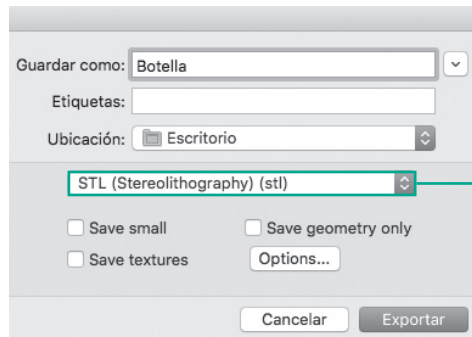 Guardar como: Botella
Etiquetas:
Ubicación: Escritorio
STL (Stereolithography) (stl)
Save small Save geometry only
Save textures Options...
Cancelar Exportar